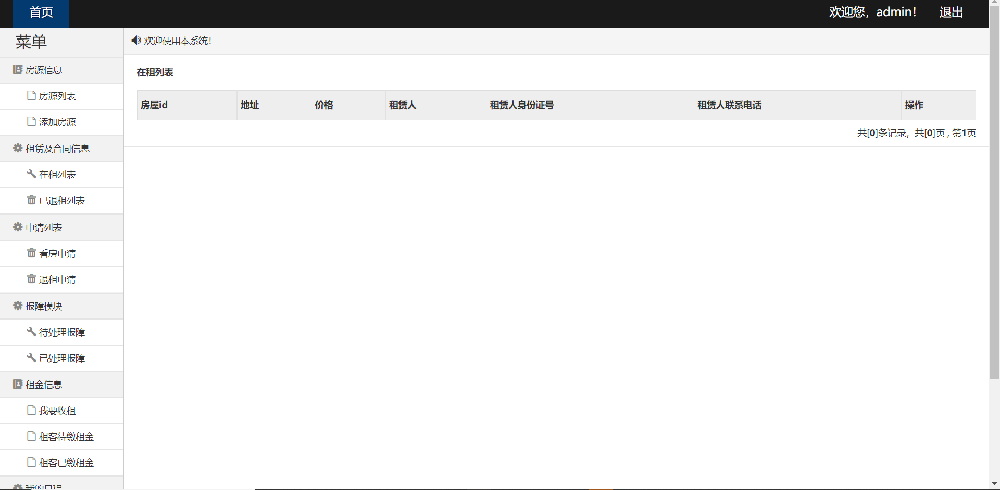 首页
欢迎您，admin！
退出
菜单
欢迎使用本系统！
房源信息
房源列表
添加房源
租赁及合同信息
在租列表
已退租列表
申请列表
看房申请
退租申请
报障模块
待处理报障
已处理报障
租金信息
我要收租
租客待缴租金
租客已缴租金
我的日程
在租列表
房屋id 地址 价格 租赁人 租赁人身份证号 租赁人联系电话 操作
共[0]条记录，共[0]页 , 第1页